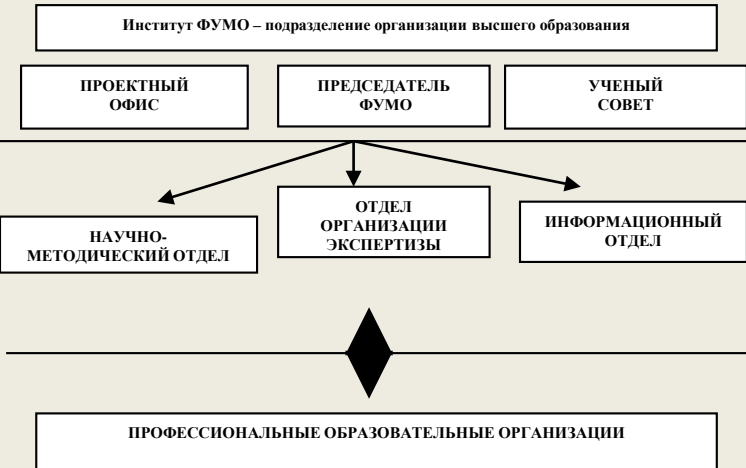 Институт ФУМО – подразделение организации высшего образования
ПРОЕКТНЫЙ
ОФИС
ПРЕДСЕДАТЕЛЬ
ФУМО
УЧЕНЫЙ
СОВЕТ
НАУЧНО-
МЕТОДИЧЕСКИЙ ОТДЕЛ
ОТДЕЛ
ОРГАНИЗАЦИИ
ЭКСПЕРТИЗЫ
ИНФОРМАЦИОННЫЙ
ОТДЕЛ
ПРОФЕССИОНАЛЬНЫЕ ОБРАЗОВАТЕЛЬНЫЕ ОРГАНИЗАЦИИ